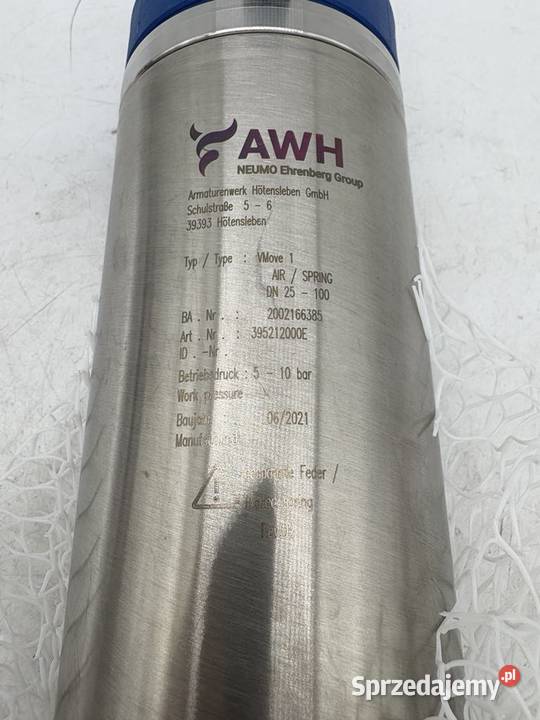 AWH
NEUMO Ehrenberg Group
Armaturenwerk Hötensleben GmbH
Schulstraße 5 - 6
39393 Hötensleben
Typ / Type : VMove 1
AIR / SPRING
DN 25 - 100
BA . Nr . : 2002166385
Art . Nr . : 395212000E
ID . -Nr .
Betriebsdruck : 5 - 10 bar
Work pressure
06/2021
Feder /
Sprzedajemy.pl